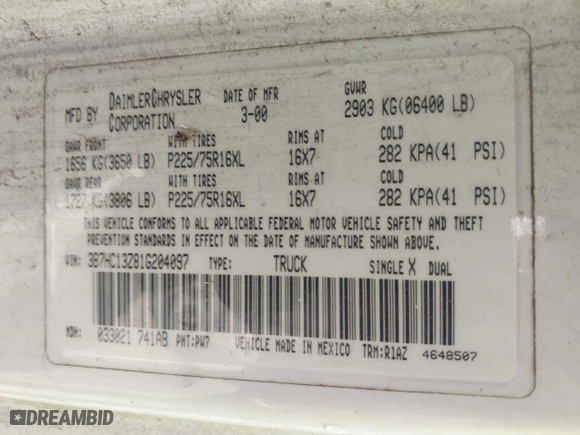 MFD BY DAIMLERCHRYSLER CORPORATION DATE OF MFR 3-00 GVWR 2903 KG(06400 LB)
GAWR FRONT WITH TIRES RIMS AT COLD
1656 KG(3650 LB) P225/75R16XL 16X7 282 KPA(41 PSI)
GAWR REAR WITH TIRES RIMS AT COLD
1727 KG(3806 LB) P225/75R16XL 16X7 282 KPA(41 PSI)
THIS VEHICLE CONFORMS TO ALL APPLICABLE FEDERAL MOTOR VEHICLE SAFETY AND THEFT
PREVENTION STANDARDS IN EFFECT ON THE DATE OF MANUFACTURE SHOWN ABOVE.
VIN: 3B7HC13Z81G204097 TYPE: TRUCK SINGLE X DUAL
MDH: 033021 741AB PNT:PW7 VEHICLE MADE IN MEXICO TRM:R1AZ 4648507
DREAMBID